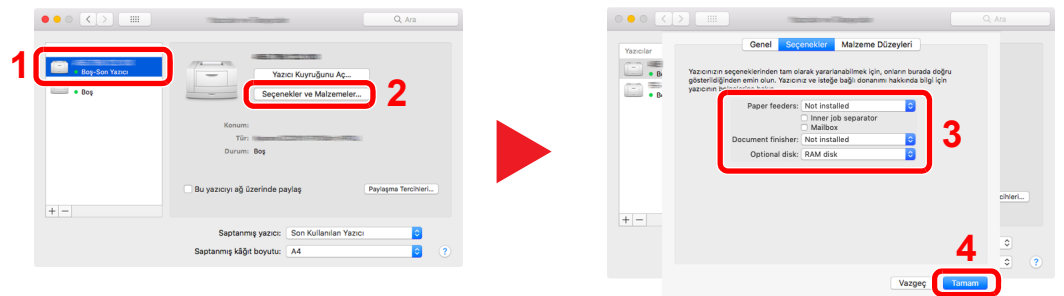 Ara
1
Boş-Son Yazıcı
Boş
Yazıcı Kuyruğunu Aç...
Seçenekler ve Malzemeler...
2
Konum:
Tür:
Durum: Boş
Bu yazıcıyı ağ üzerinde paylaş
Paylaşma Tercihleri...
+ −
Saptanmış yazıcı: Son Kullanılan Yazıcı
Saptanmış kâğıt boyutu: A4
?
Ara
Yazıcılar
Genel Seçenekler Malzeme Düzeyleri
Yazıcınızın seçeneklerinden tam olarak yararlanabilmek için, onların burada doğru
gösterildiğinden emin olun. Yazıcınız ve isteğe bağlı donanımı hakkında bilgi için
yazıcının
Paper feeders: Not installed
Inner job separator
Mailbox
Document finisher: Not installed
Optional disk: RAM disk
3
+ −
4
?
Vazgeç Tamam